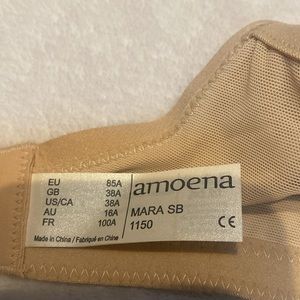 EU 85A
GB 38A
US/CA 38A
AU 16A
FR 100A
Made in China / Fabriqué en Chine
amoena
MARA SB
1150
CE